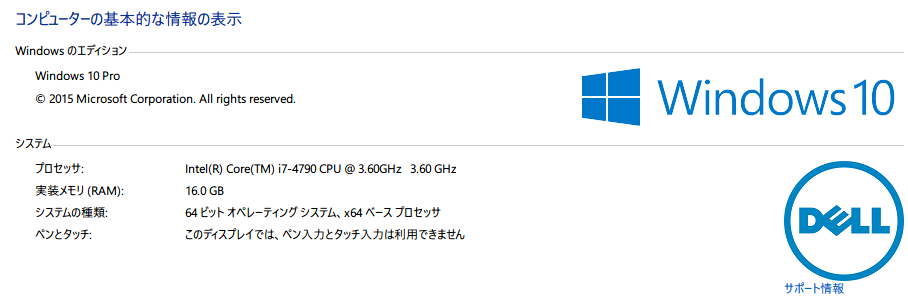 コンピューターの基本的な情報の表示
Windows のエディション
Windows 10 Pro
© 2015 Microsoft Corporation. All rights reserved.
Windows 10
システム
プロセッサ: Intel(R) Core(TM) i7-4790 CPU @ 3.60GHz 3.60 GHz
実装メモリ (RAM): 16.0 GB
システムの種類: 64 ビット オペレーティング システム、x64 ベース プロセッサ
ペンとタッチ: このディスプレイでは、ペン入力とタッチ入力は利用できません
DELL
サポート情報